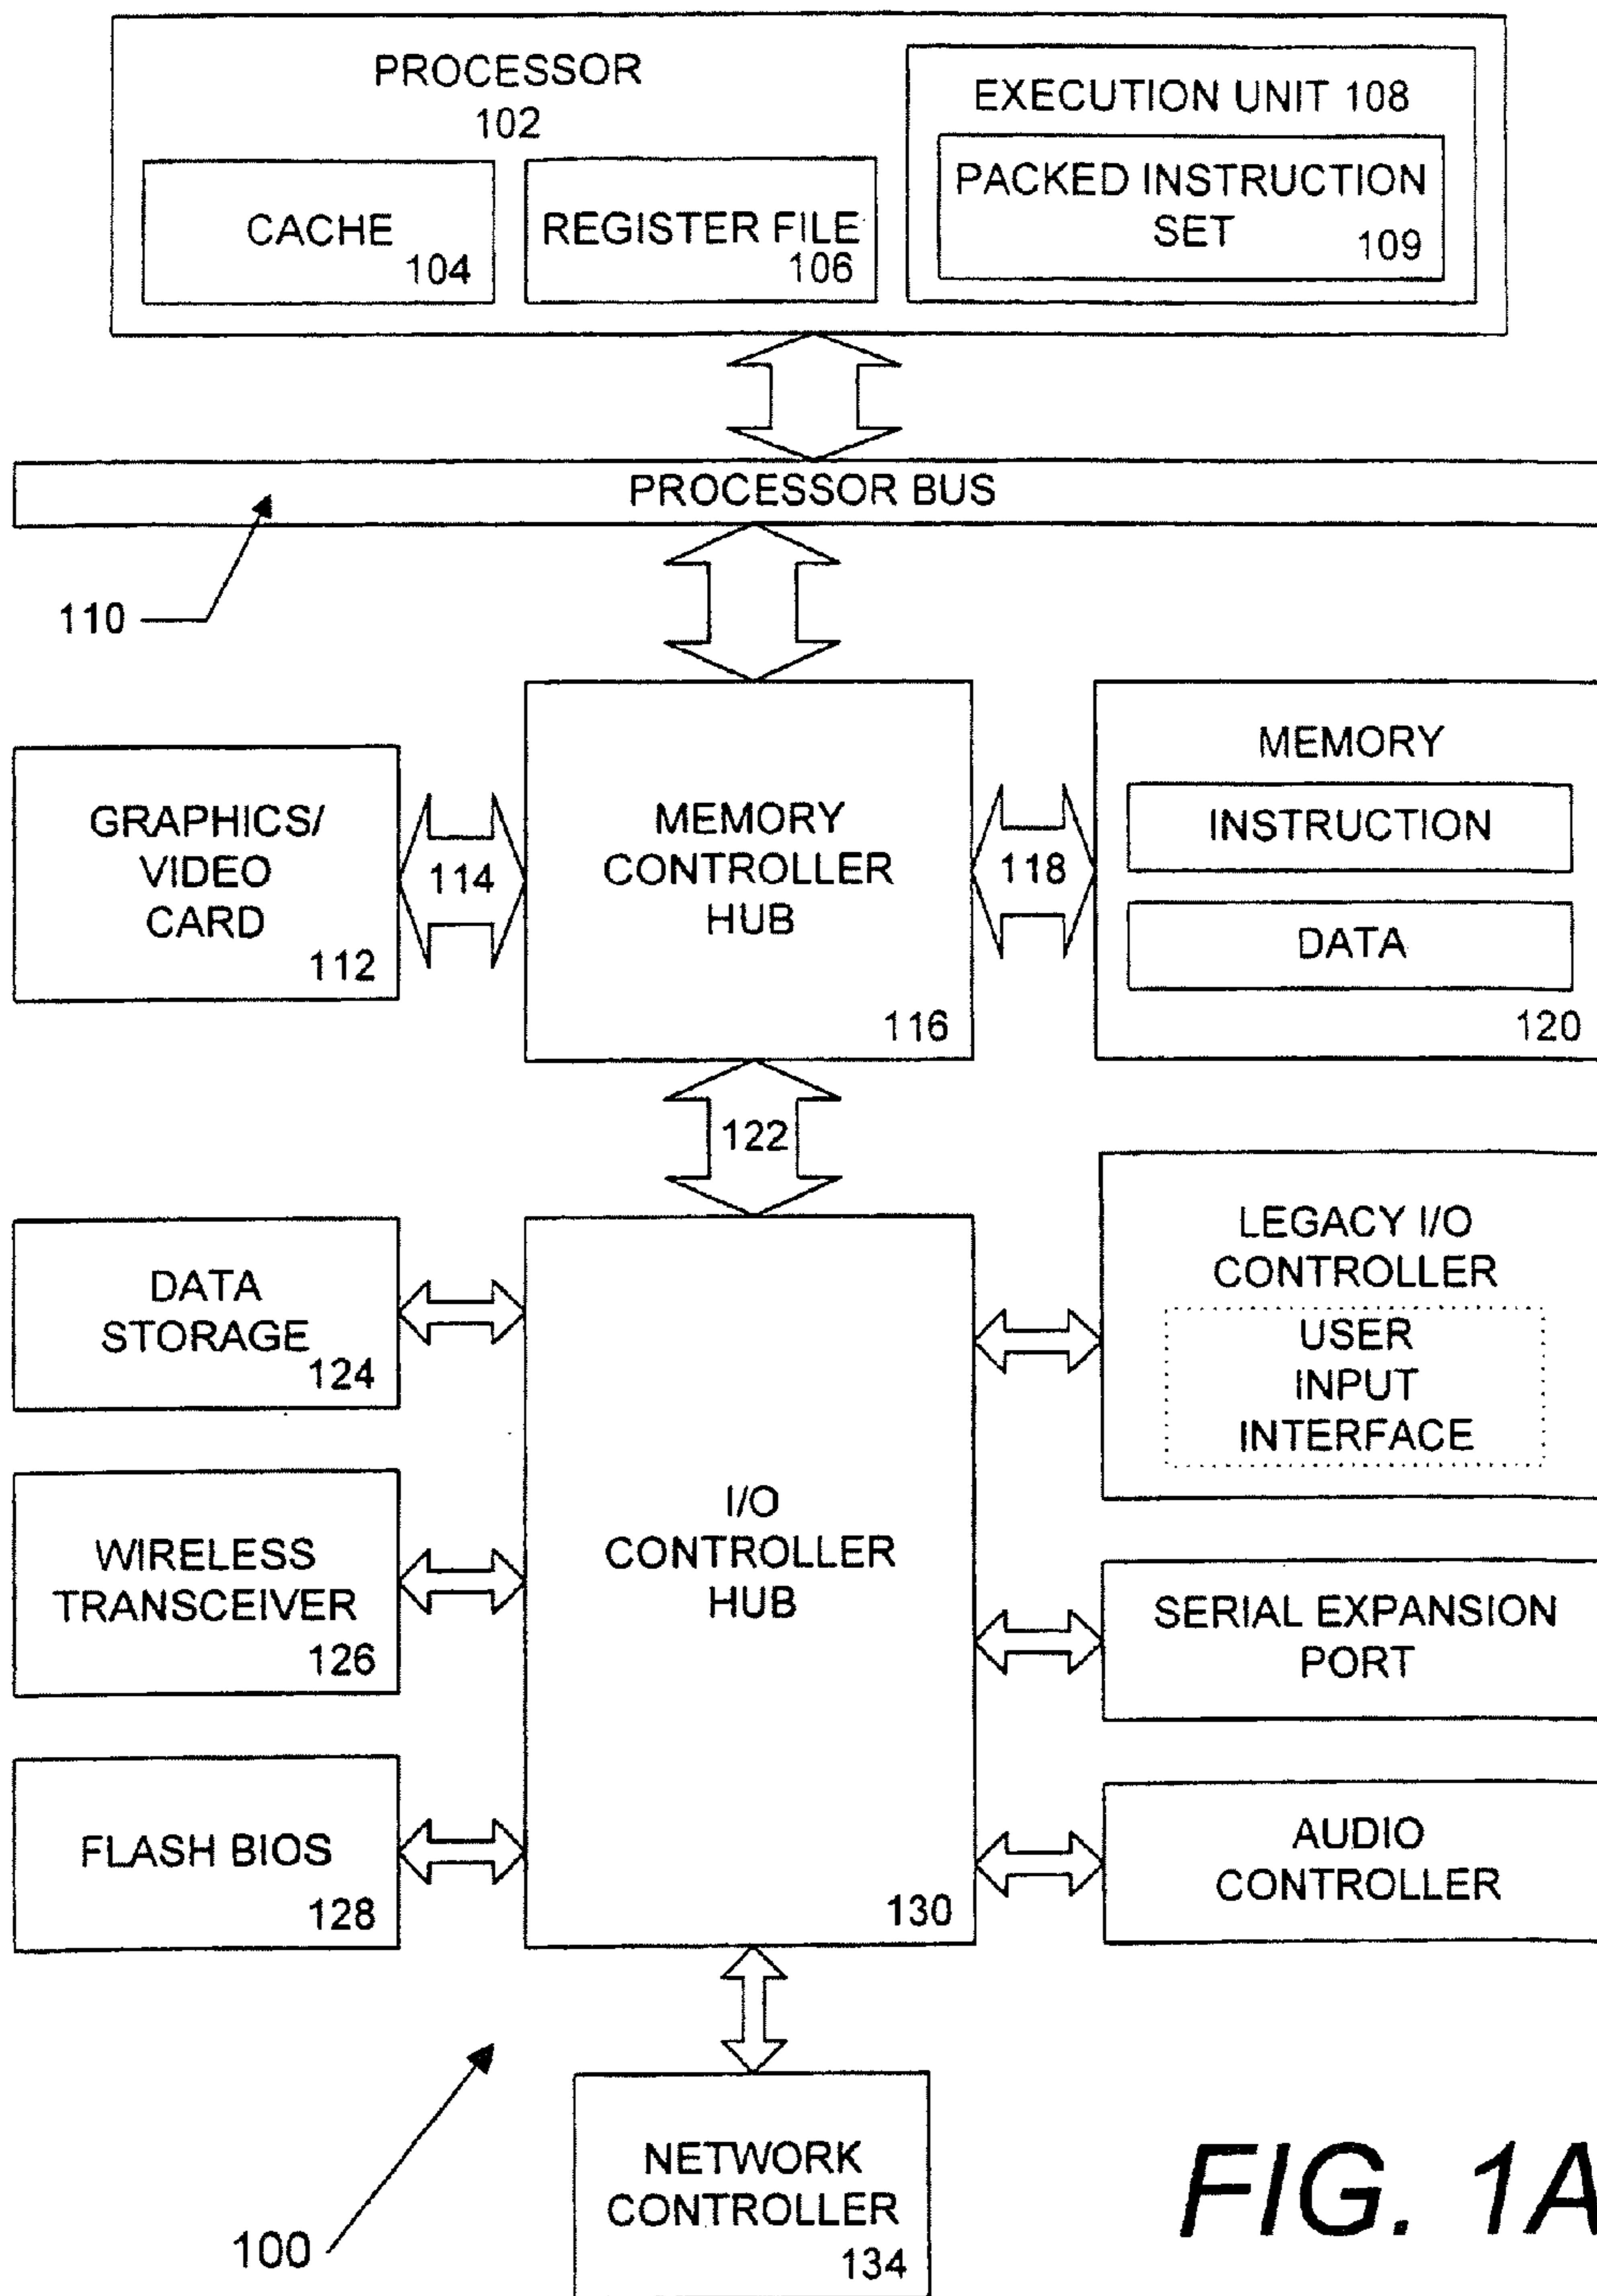 PROCESSOR
102
CACHE
104
REGISTER FILE
106
EXECUTION UNIT 108
PACKED INSTRUCTION
SET
109
PROCESSOR BUS
110
GRAPHICS/
VIDEO
CARD
112
114
MEMORY
CONTROLLER
HUB
116
118
MEMORY
INSTRUCTION
DATA
120
122
DATA
STORAGE
124
WIRELESS
TRANSCEIVER
126
FLASH BIOS
128
I/O
CONTROLLER
HUB
130
LEGACY I/O
CONTROLLER
USER
INPUT
INTERFACE
SERIAL EXPANSION
PORT
AUDIO
CONTROLLER
NETWORK
CONTROLLER
134
100
FIG. 1A